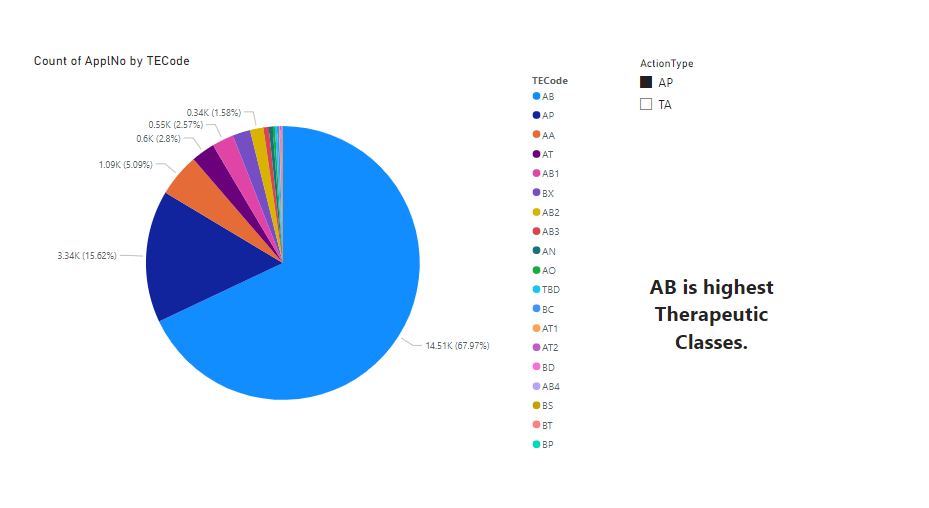 Count of ApplNo by TECode
0.34K (1.58%)
0.55K (2.57%)
0.6K (2.8%)
1.09K (5.09%)
3.34K (15.62%)
14.51K (67.97%)
TECode
AB
AP
AA
AT
AB1
BX
AB2
AB3
AN
AO
TBD
BC
AT1
AT2
BD
AB4
BS
BT
BP
ActionType
AP
TA
AB is highest
Therapeutic
Classes.